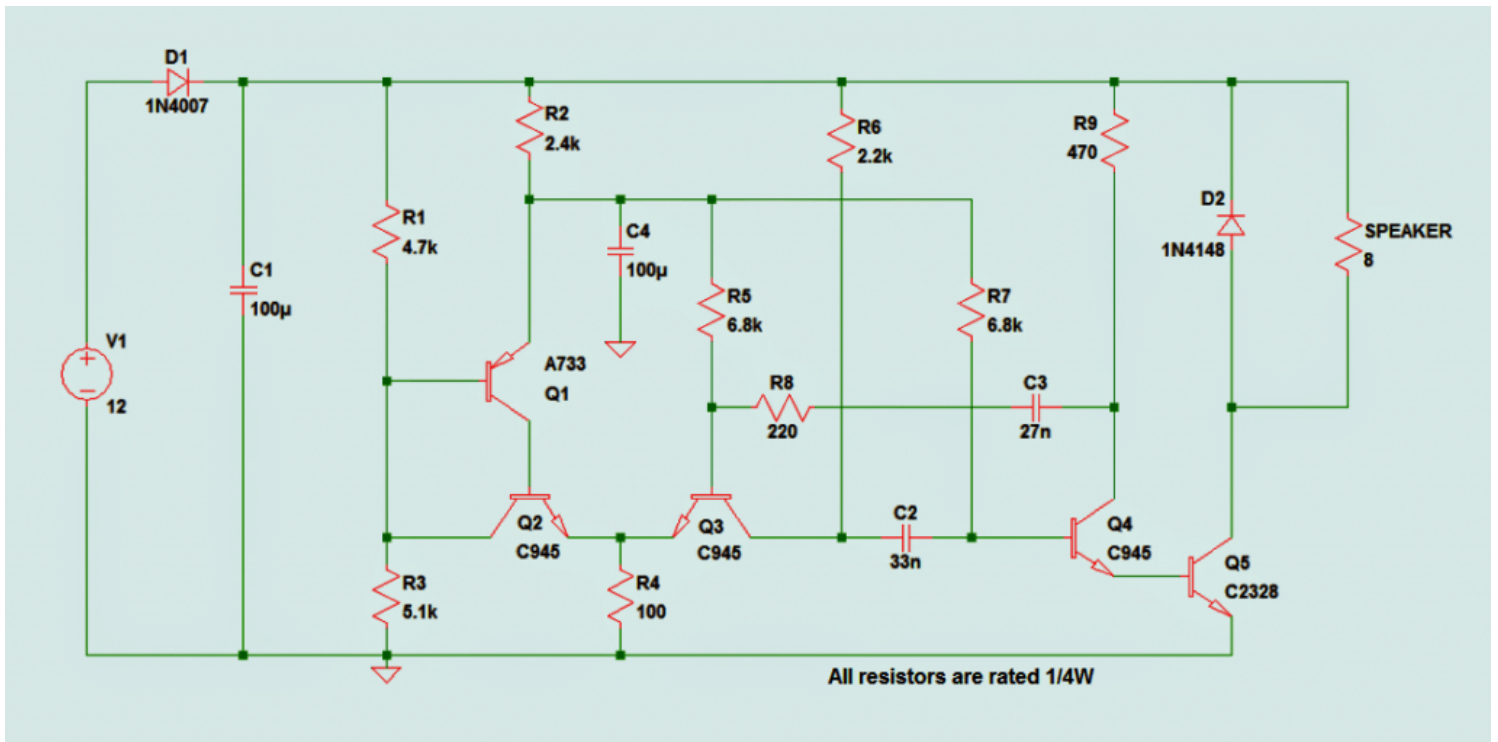 D1
1N4007
R2
2.4k
R6
2.2k
R9
470
D2
1N4148
R1
4.7k
C4
100µ
SPEAKER
8
C1
100µ
R5
6.8k
R7
6.8k
V1
+
−
12
A733
Q1
R8
220
C3
27n
Q2
C945
Q3
C945
C2
33n
Q4
C945
Q5
C2328
R3
5.1k
R4
100
All resistors are rated 1/4W